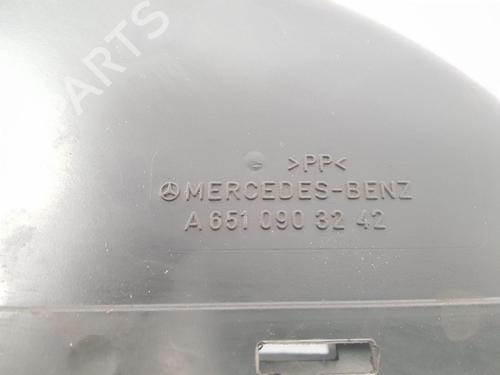 >PP<
MERCEDES-BENZ
A 651 090 32 42
B-PARTS